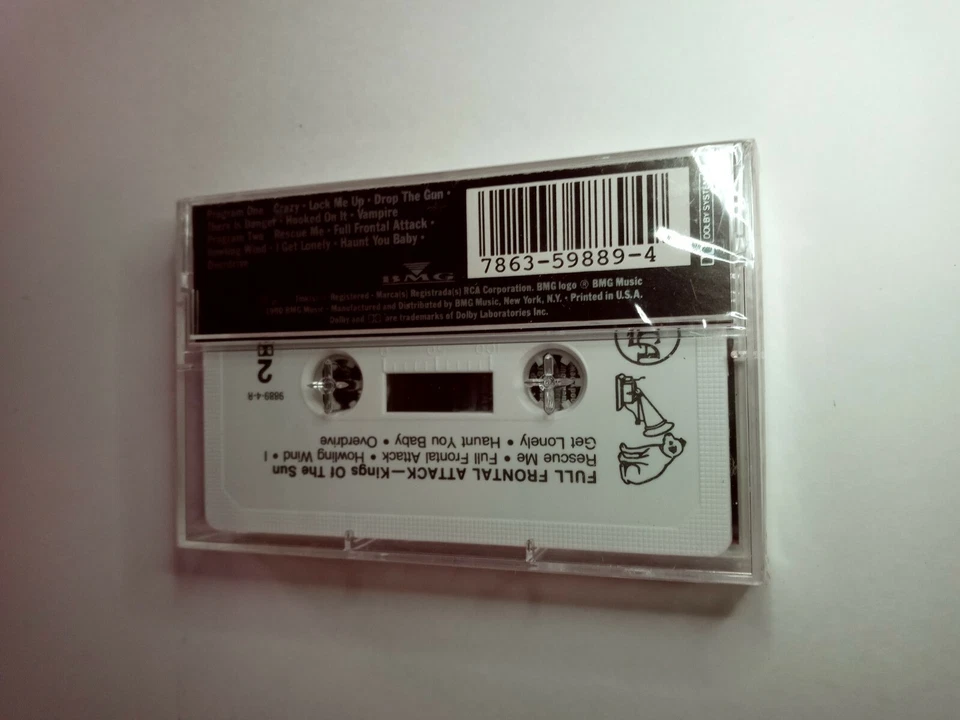 Program One Crazy • Lock Me Up • Drop The Gun •
There Is Danger • Hooked On It • Vampire
Program Two Rescue Me • Full Frontal Attack •
Howling Wind • I Get Lonely • Haunt You Baby •
Overdrive
7863-59889-4
DOLBY SYSTEM
BMG
Registered • Marca(s) Registrada(s) RCA Corporation. BMG logo ® BMG Music
1990 BMG Music • Manufactured and Distributed by BMG Music, New York, N.Y. • Printed in U.S.A.
Dolby and are trademarks of Dolby Laboratories Inc.
FULL FRONTAL ATTACK—Kings Of The Sun
Rescue Me • Full Frontal Attack • Howling Wind • I
Get Lonely • Haunt You Baby • Overdrive
9889-4-R
2
0 50 100